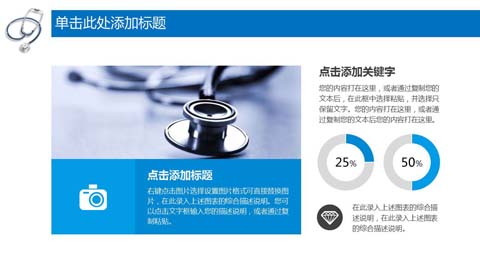 单击此处添加标题
点击添加关键字
您的内容打在这里，或者通过复制您的
文本后，在此框中选择粘贴，并选择只
保留文字。您的内容打在这里，或者通
过复制您的文本后您的内容打在这里。
25%
50%
点击添加标题
右键点击图片选择设置图片格式可直接替换图
片，在此录入上述图表的综合描述说明。您可
以点击文字框输入您的描述说明，或者通过复
制粘贴。
在此录入上述图表的综合描
述说明，在此录入上述图表
的综合描述说明。